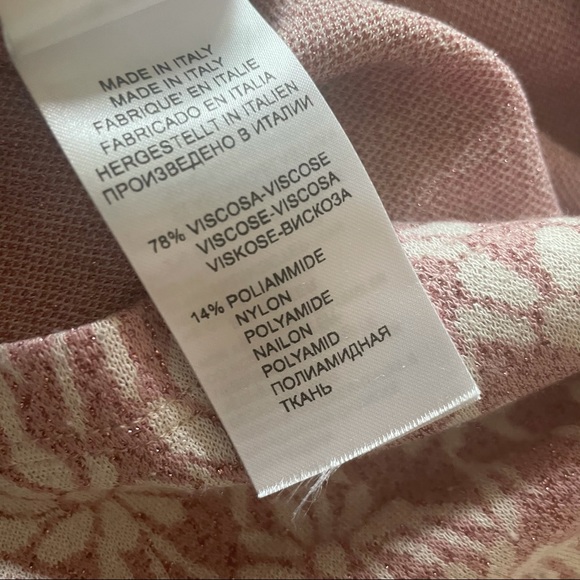 MADE IN ITALY
MADE IN ITALY
FABRIQUE' EN ITALIE
FABRICADO EN ITALIA
HERGESTELLT IN ITALIEN
ПРОИЗВЕДЕНО В ИТАЛИИ
78% VISCOSA-VISCOSE
VISCOSE-VISCOSA
VISKOSE-ВИСКОЗА
14% POLIAMMIDE
NYLON
POLYAMIDE
NAILON
POLYAMID
ПОЛИАМИДНАЯ
ТКАНЬ